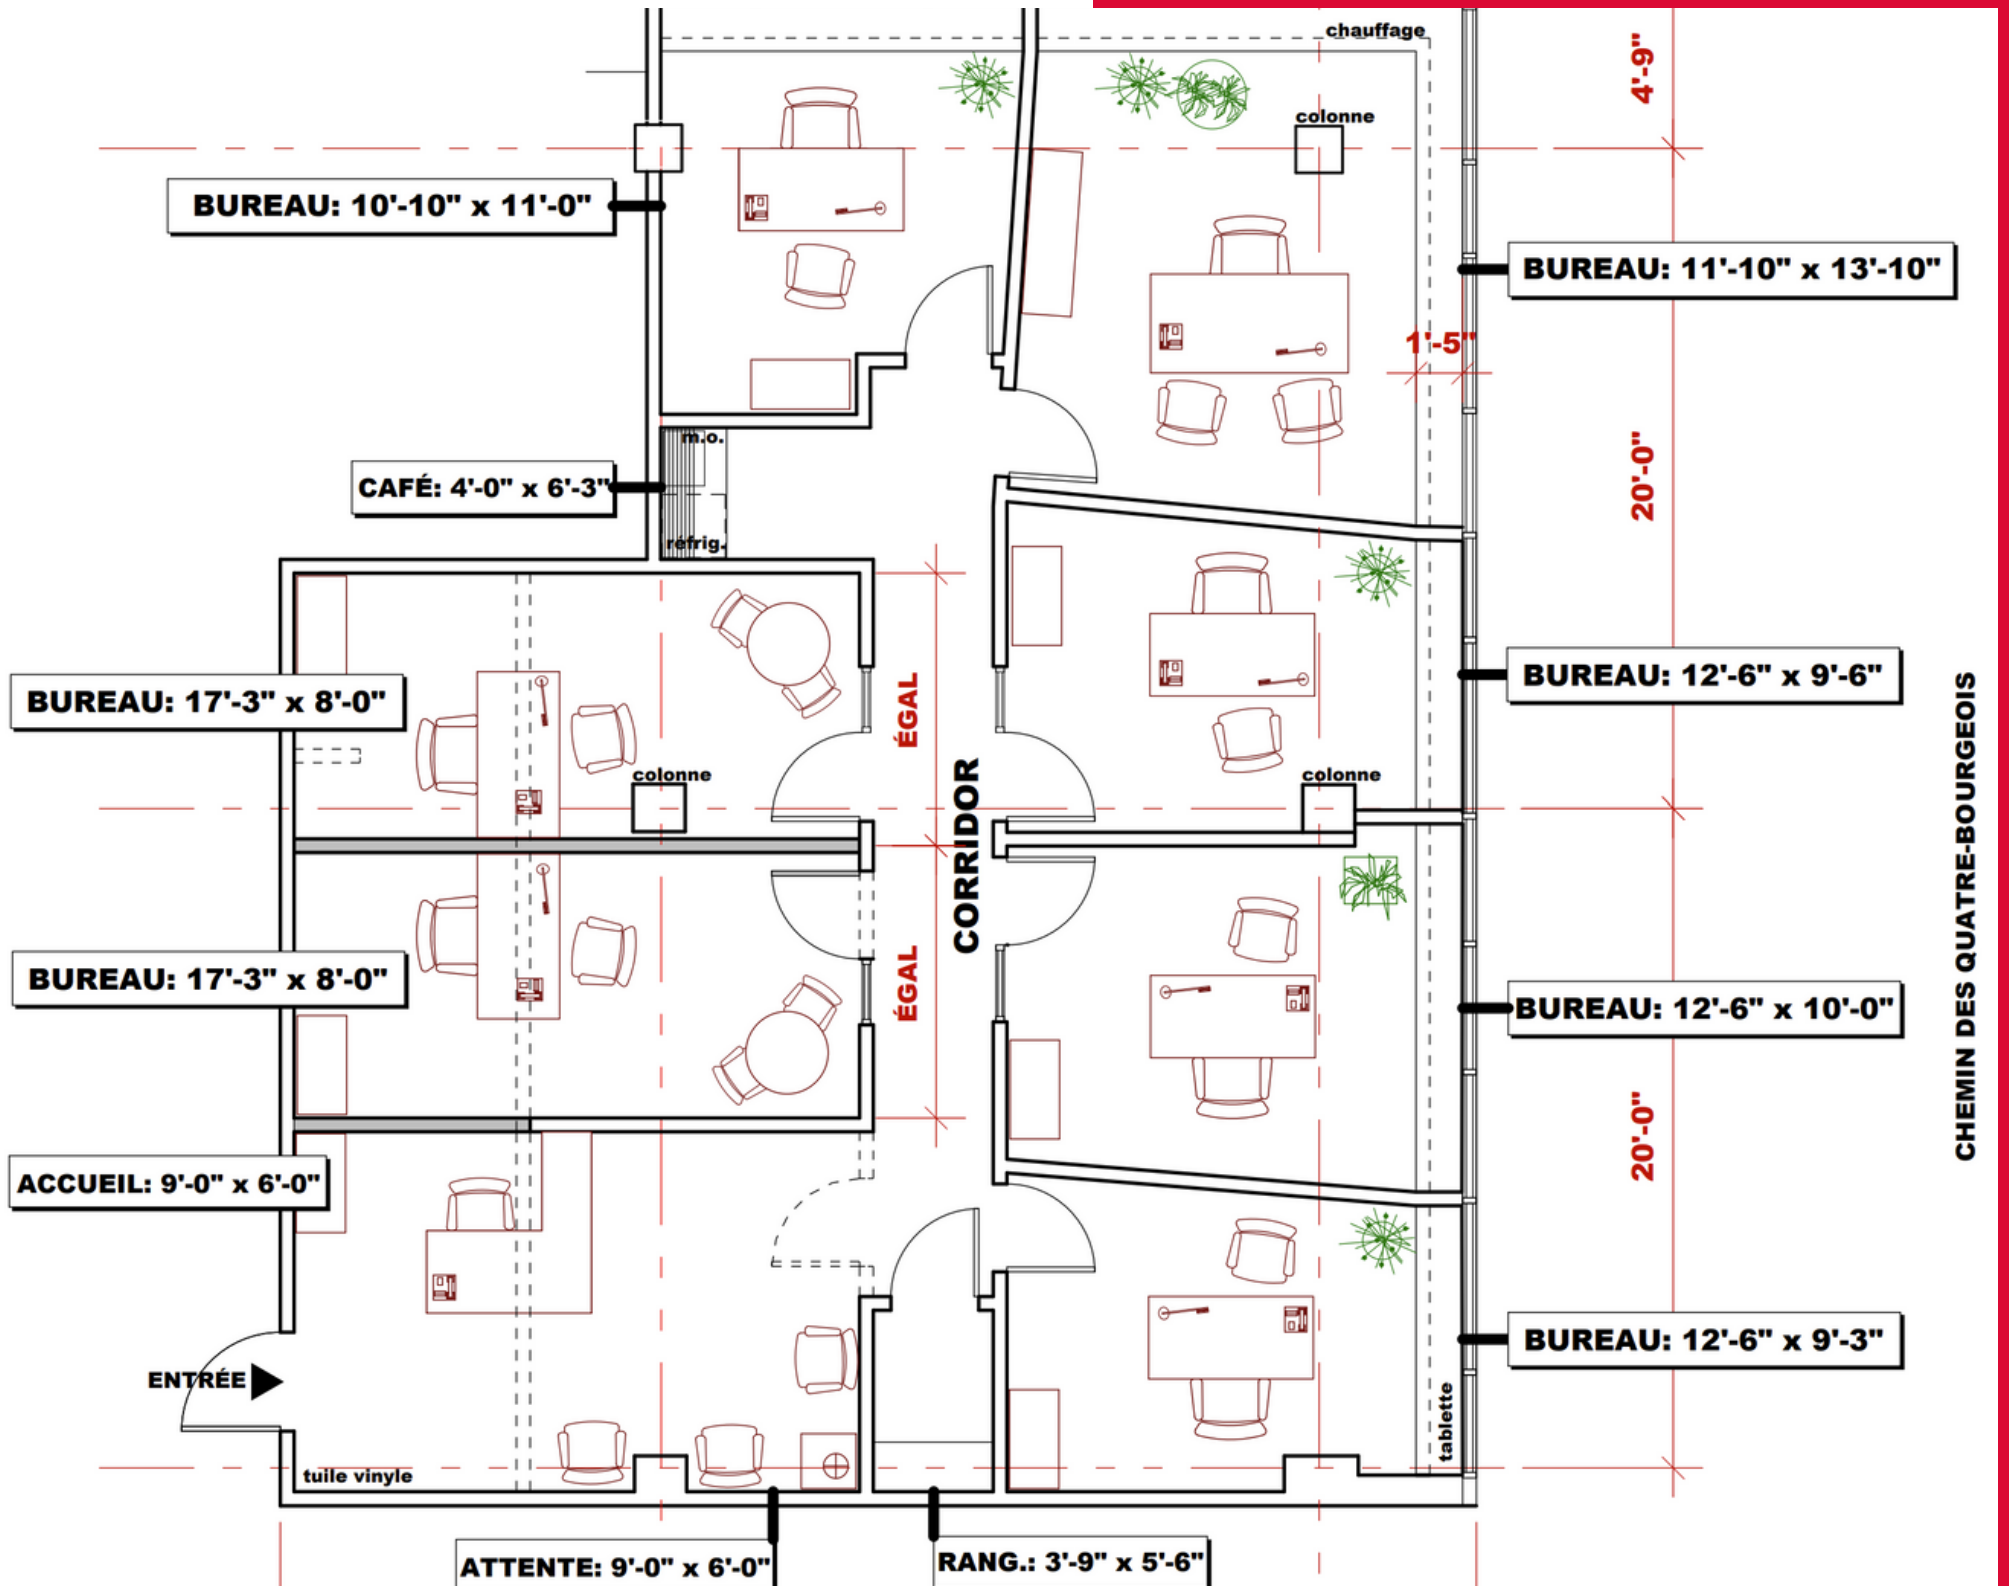 chauffage
4'-9"
colonne
BUREAU: 10'-10" x 11'-0"
BUREAU: 11'-10" x 13'-10"
1'-5"
m.o.
CAFÉ: 4'-0" x 6'-3"
20'-0"
réfrig.
BUREAU: 17'-3" x 8'-0"
ÉGAL
BUREAU: 12'-6" x 9'-6"
colonne
colonne
CORRIDOR
CHEMIN DES QUATRE-BOURGEOIS
BUREAU: 17'-3" x 8'-0"
ÉGAL
BUREAU: 12'-6" x 10'-0"
20'-0"
ACCUEIL: 9'-0" x 6'-0"
BUREAU: 12'-6" x 9'-3"
ENTRÉE
tablette
tuile vinyle
ATTENTE: 9'-0" x 6'-0"
RANG.: 3'-9" x 5'-6"